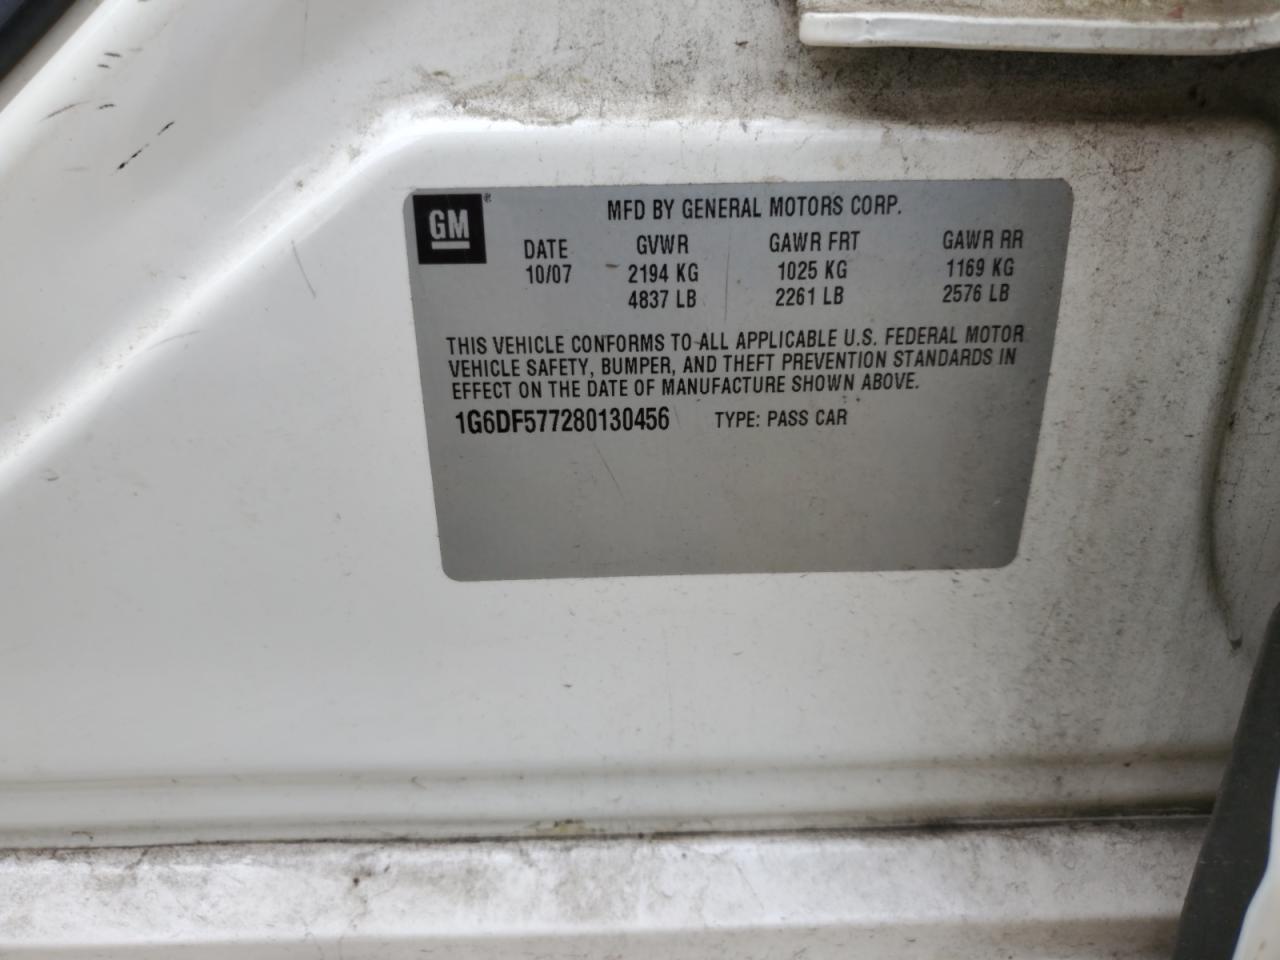 GM®
MFD BY GENERAL MOTORS CORP.
DATE GVWR GAWR FRT GAWR RR
10/07 2194 KG 1025 KG 1169 KG
4837 LB 2261 LB 2576 LB
THIS VEHICLE CONFORMS TO ALL APPLICABLE U.S. FEDERAL MOTOR
VEHICLE SAFETY, BUMPER, AND THEFT PREVENTION STANDARDS IN
EFFECT ON THE DATE OF MANUFACTURE SHOWN ABOVE.
1G6DF577280130456 TYPE: PASS CAR